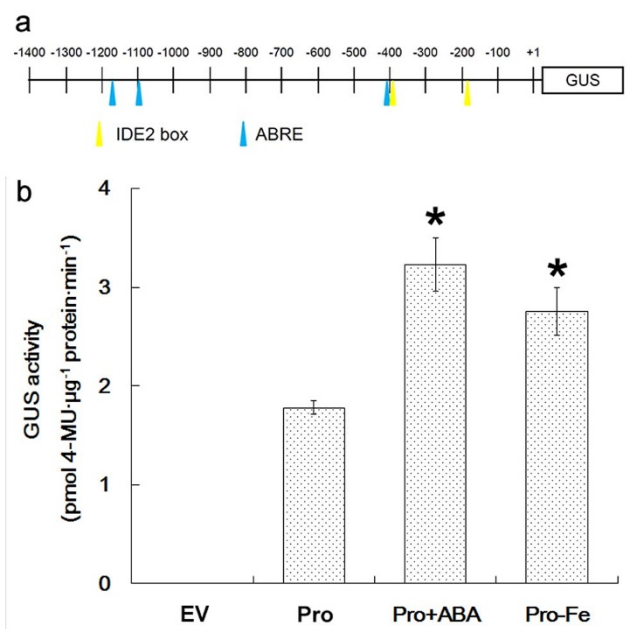 a
-1400 -1300 -1200 -1100 -1000 -900 -800 -700 -600 -500 -400 -300 -200 -100 +1
GUS
IDE2 box ABRE
b
GUS activity
(pmol 4-MU·μg⁻¹ protein·min⁻¹)
4
3
2
1
0
* *
EV Pro Pro+ABA Pro-Fe